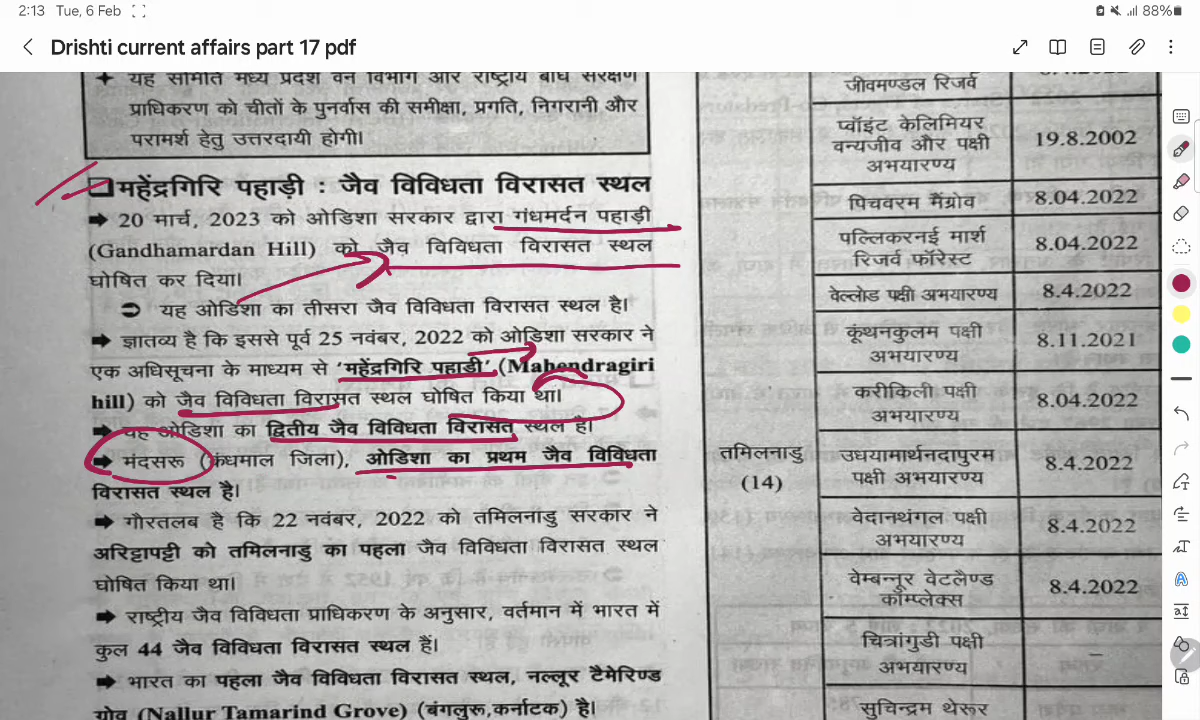 2:13 Tue, 6 Feb
88%
Drishti current affairs part 17 pdf
यह समिति मध्य प्रदेश वन विभाग और राष्ट्रीय बाघ संरक्षण
प्राधिकरण को चीतों के पुनर्वास की समीक्षा, प्रगति, निगरानी और
परामर्श हेतु उत्तरदायी होगी।
महेंद्रगिरि पहाड़ी : जैव विविधता विरासत स्थल
➡ 20 मार्च, 2023 को ओडिशा सरकार द्वारा गंधमर्दन पहाड़ी
(Gandhamardan Hill) को जैव विविधता विरासत स्थल
घोषित कर दिया।
यह ओडिशा का तीसरा जैव विविधता विरासत स्थल है।
➡ ज्ञातव्य है कि इससे पूर्व 25 नवंबर, 2022 को ओडिशा सरकार ने
एक अधिसूचना के माध्यम से 'महेंद्रगिरि पहाड़ी' (Mahendragiri
hill) को जैव विविधता विरासत स्थल घोषित किया था।
➡ यह ओडिशा का द्वितीय जैव विविधता विरासत स्थल है।
➡ मंदसरू (कंधमाल जिला), ओडिशा का प्रथम जैव विविधता
विरासत स्थल है।
➡ गौरतलब है कि 22 नवंबर, 2022 को तमिलनाडु सरकार ने
अरिट्टापट्टी को तमिलनाडु का पहला जैव विविधता विरासत स्थल
घोषित किया था।
➡ राष्ट्रीय जैव विविधता प्राधिकरण के अनुसार, वर्तमान में भारत में
कुल 44 जैव विविधता विरासत स्थल हैं।
➡ भारत का पहला जैव विविधता विरासत स्थल, नल्लूर टैमेरिण्ड
ग्रोव (Nallur Tamarind Grove) (बंगलुरू,कर्नाटक) है।
जीवमण्डल रिजर्व
प्वॉइंट केलिमियर
वन्यजीव और पक्षी
अभयारण्य
19.8.2002
पिचवरम मैंग्रोव
8.04.2022
पल्लिकरनई मार्श
रिजर्व फॉरेस्ट
8.04.2022
वेल्लोड पक्षी अभयारण्य
8.4.2022
कूंथनकुलम पक्षी
अभयारण्य
8.11.2021
करीकिली पक्षी
अभयारण्य
8.04.2022
तमिलनाडु
(14)
उधयामार्थनदापुरम
पक्षी अभयारण्य
8.4.2022
वेदानथंगल पक्षी
अभयारण्य
8.4.2022
वेम्बन्नूर वेटलैण्ड
कॉम्प्लेक्स
8.4.2022
चित्रांगुडी पक्षी
अभयारण्य
–
सुचिन्द्रम थेरूर